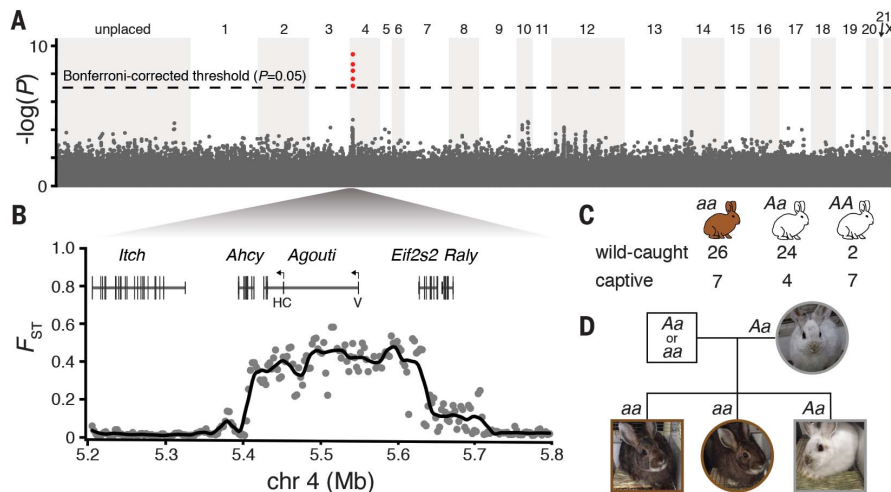 A
unplaced 1 2 3 4 5 6 7 8 9 10 11 12 13 14 15 16 17 18 19 20 21 X
10
Bonferroni-corrected threshold (P=0.05)
5
0
-log(P)
B
1.0
0.8
0.6
0.4
0.2
0
FST
Itch Ahcy Agouti Eif2s2 Raly
HC V
5.2 5.3 5.4 5.5 5.6 5.7 5.8
chr 4 (Mb)
C
aa Aa AA
wild-caught 26 24 2
captive 7 4 7
D
Aa
or
aa
Aa
aa aa Aa